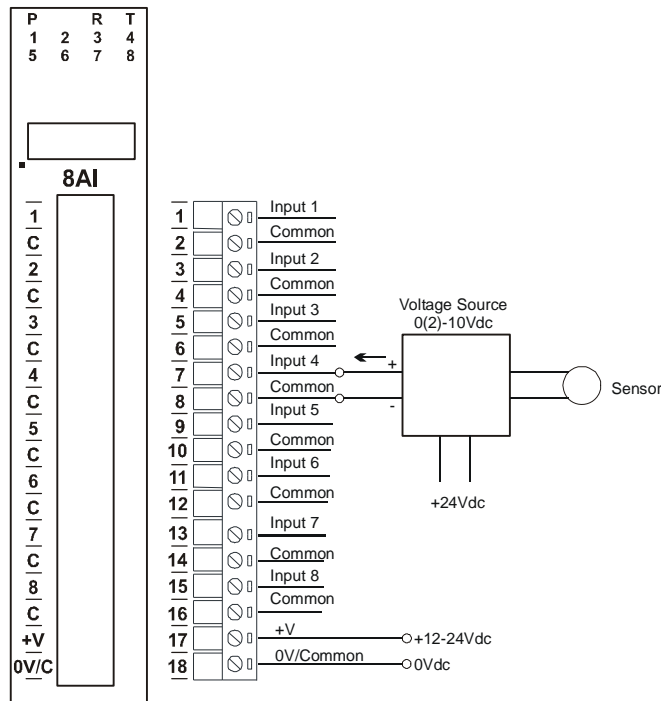 P R T
1 2 3 4
5 6 7 8
8AI
1
C
2
C
3
C
4
C
5
C
6
C
7
C
8
C
+V
0V/C
1 Input 1
2 Common
3 Input 2
4 Common
5 Input 3
6 Common
7 Input 4
8 Common
9 Input 5
10 Common
11 Input 6
12 Common
13 Input 7
14 Common
15 Input 8
16 Common
17 +V +12-24Vdc
18 0V/Common 0Vdc
Voltage Source
0(2)-10Vdc
+
-
Sensor
+24Vdc